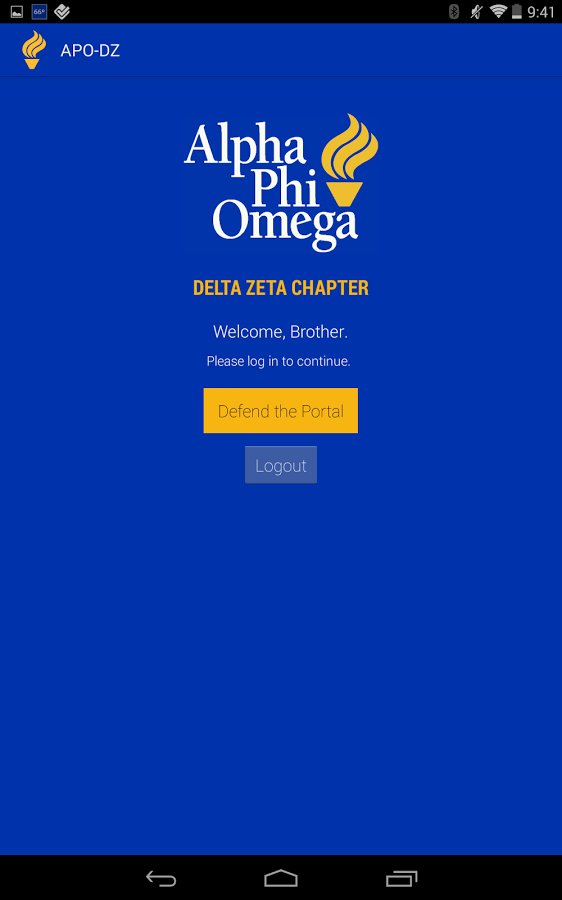 66° 9:41
APO-DZ
Alpha
Phi
Omega
DELTA ZETA CHAPTER
Welcome, Brother.
Please log in to continue.
Defend the Portal
Logout